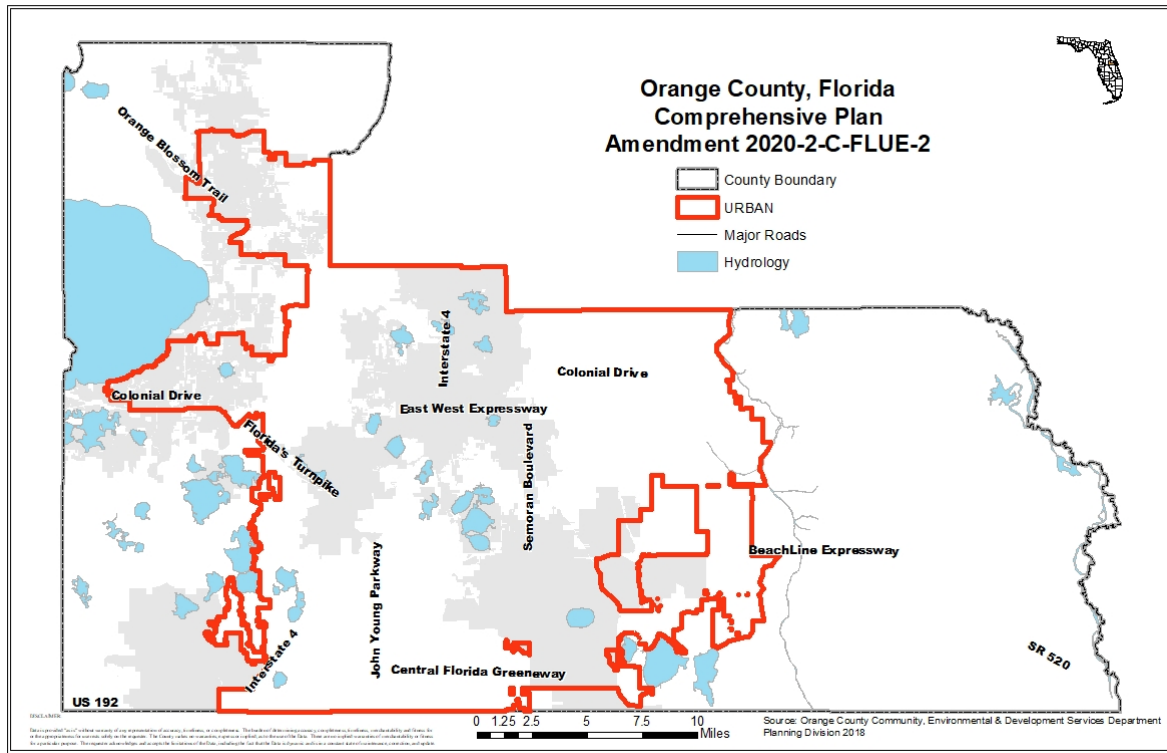 Orange County, Florida
Comprehensive Plan
Amendment 2020-2-C-FLUE-2
County Boundary
URBAN
Major Roads
Hydrology
Orange Blossom Trail
Interstate 4
Colonial Drive
Colonial Drive
East West Expressway
Florida's Turnpike
Semoran Boulevard
BeachLine Expressway
John Young Parkway
Interstate 4
Central Florida Greeneway
SR 520
US 192
0 1.25 2.5 5 7.5 10
Miles
Source: Orange County Community, Environmental & Development Services Department
Planning Division 2018